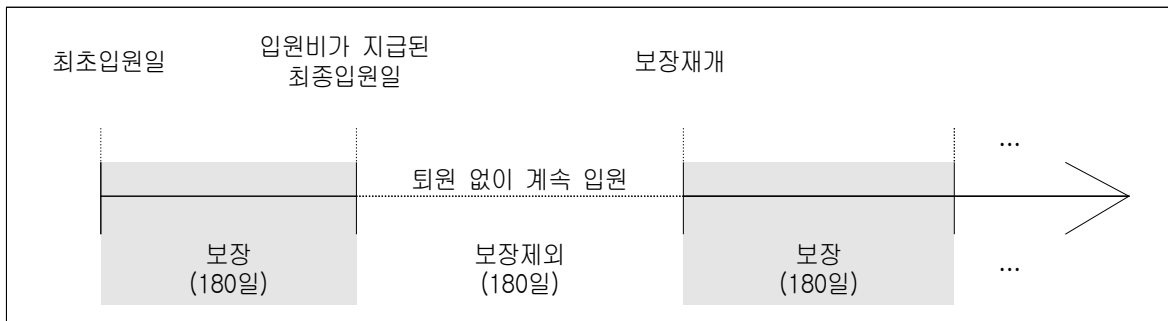 최초입원일
입원비가 지급된
최종입원일
보장재개
...
퇴원 없이 계속 입원
보장
(180일)
보장제외
(180일)
보장
(180일)
...